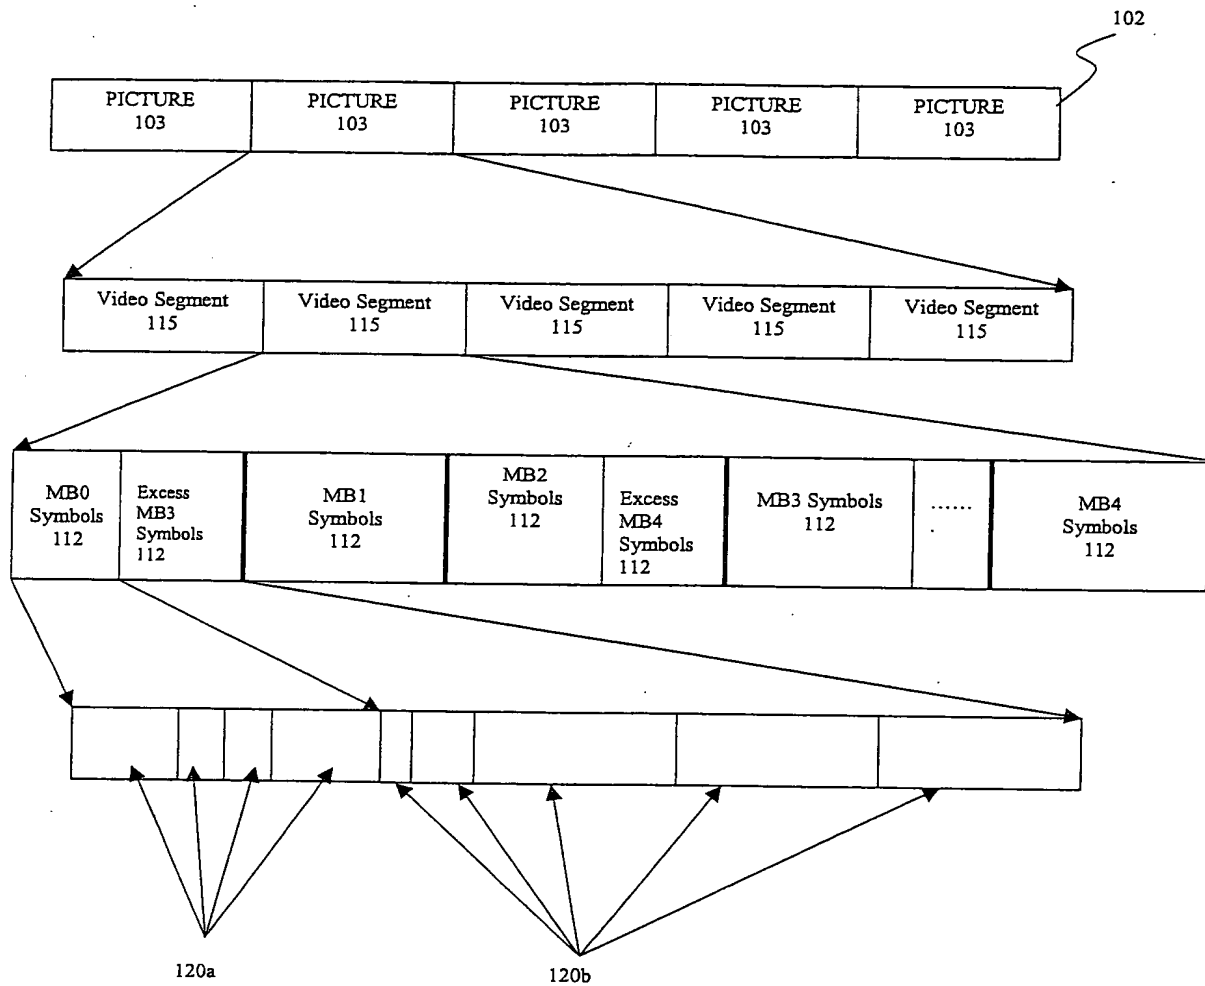 102
PICTURE
103
PICTURE
103
PICTURE
103
PICTURE
103
PICTURE
103
Video Segment
115
Video Segment
115
Video Segment
115
Video Segment
115
Video Segment
115
MB0
Symbols
112
Excess
MB3
Symbols
112
MB1
Symbols
112
MB2
Symbols
112
Excess
MB4
Symbols
112
MB3 Symbols
112
......
.
MB4
Symbols
112
120a
120b